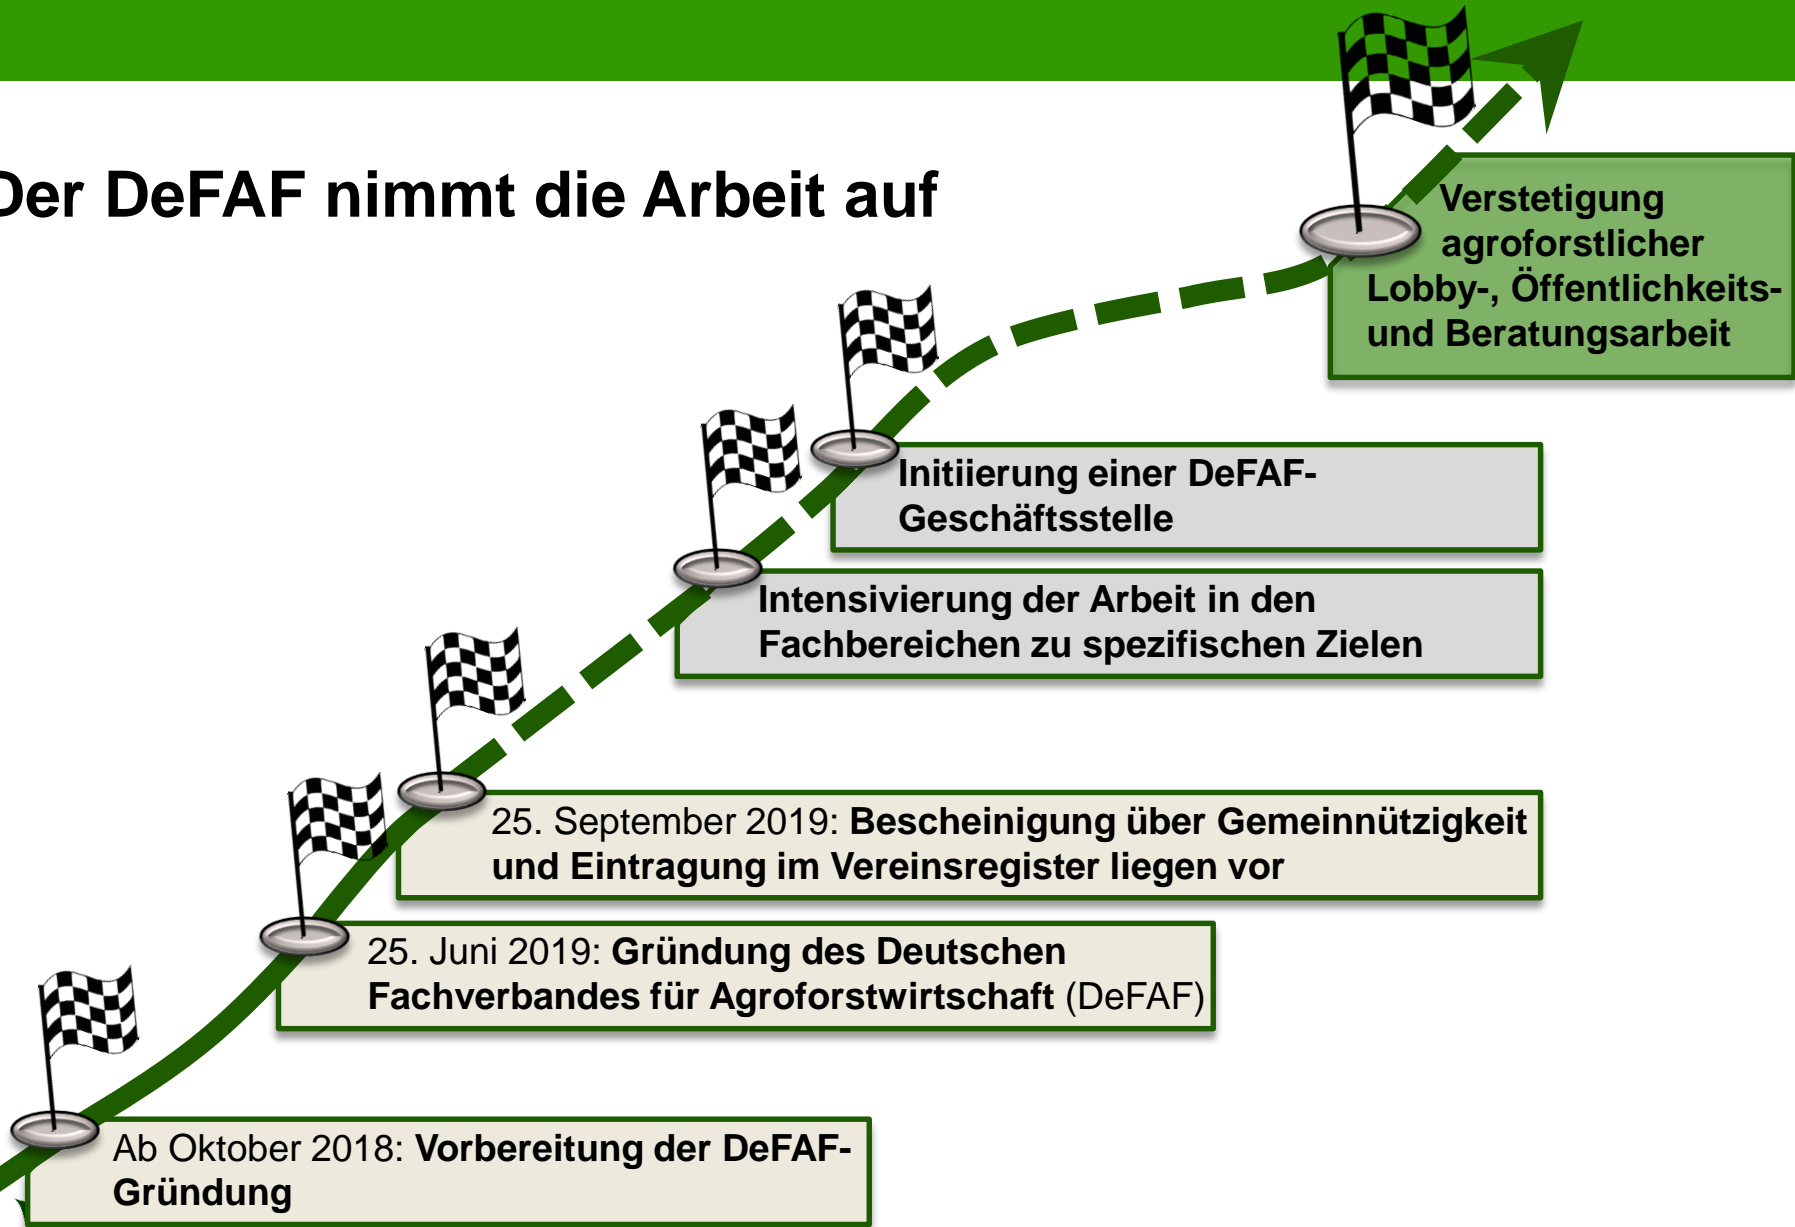 Der DeFAF nimmt die Arbeit auf
Verstetigung
agroforstlicher
Lobby-, Öffentlichkeits-
und Beratungsarbeit
Initiierung einer DeFAF-
Geschäftsstelle
Intensivierung der Arbeit in den
Fachbereichen zu spezifischen Zielen
25. September 2019: Bescheinigung über Gemeinnützigkeit
und Eintragung im Vereinsregister liegen vor
25. Juni 2019: Gründung des Deutschen
Fachverbandes für Agroforstwirtschaft (DeFAF)
Ab Oktober 2018: Vorbereitung der DeFAF-
Gründung